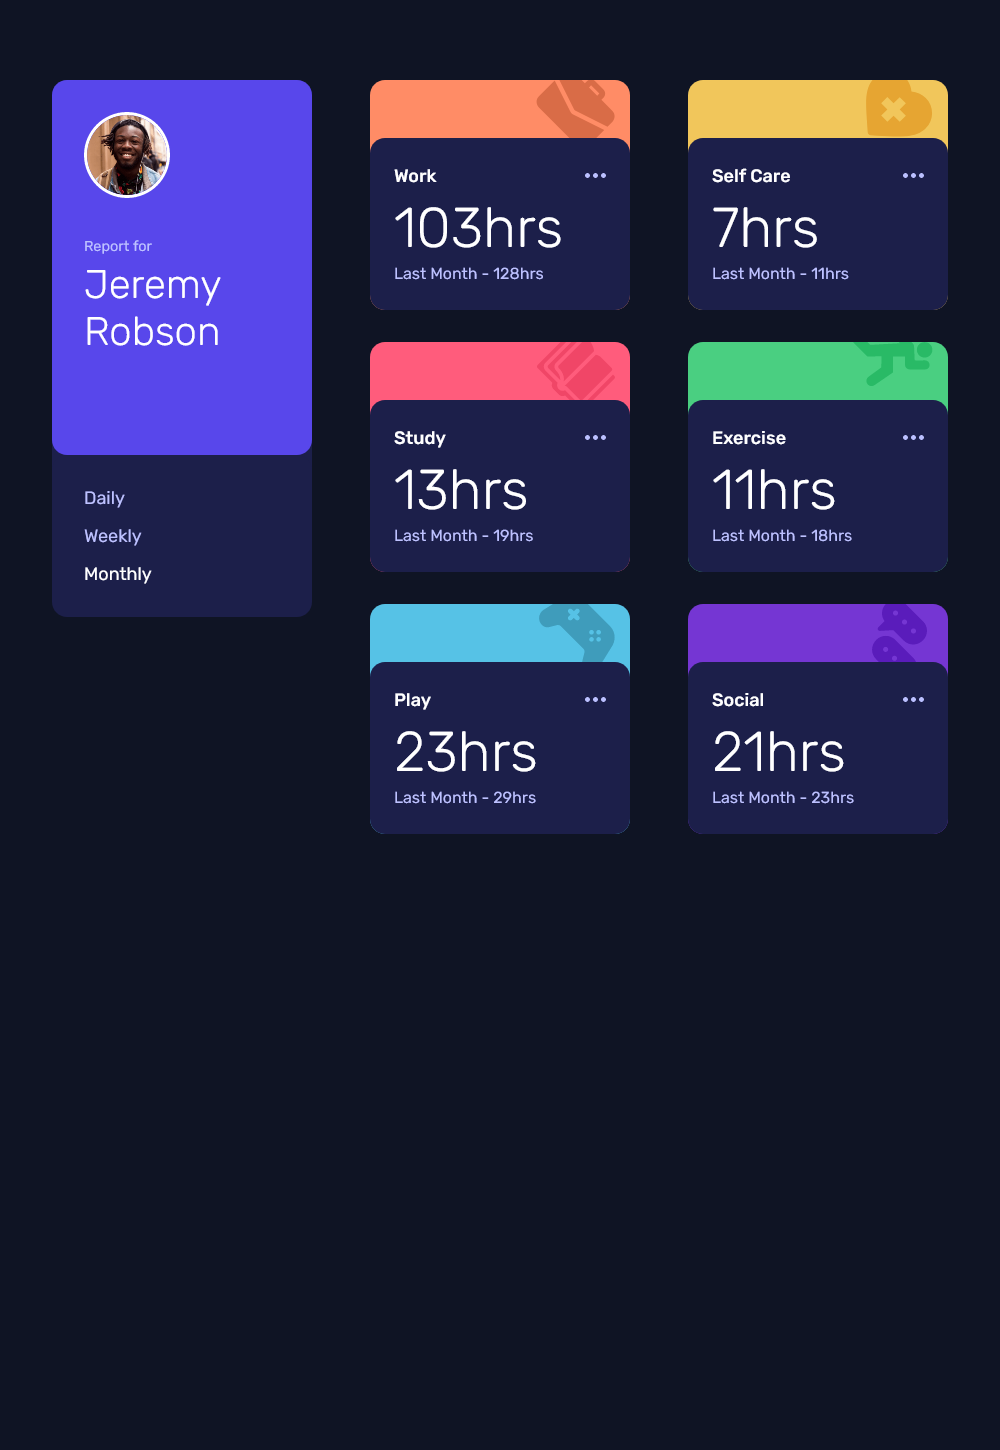 Report for
Jeremy
Robson
Daily
Weekly
Monthly
Work
103hrs
Last Month - 128hrs
Self Care
7hrs
Last Month - 11hrs
Study
13hrs
Last Month - 19hrs
Exercise
11hrs
Last Month - 18hrs
Play
23hrs
Last Month - 29hrs
Social
21hrs
Last Month - 23hrs